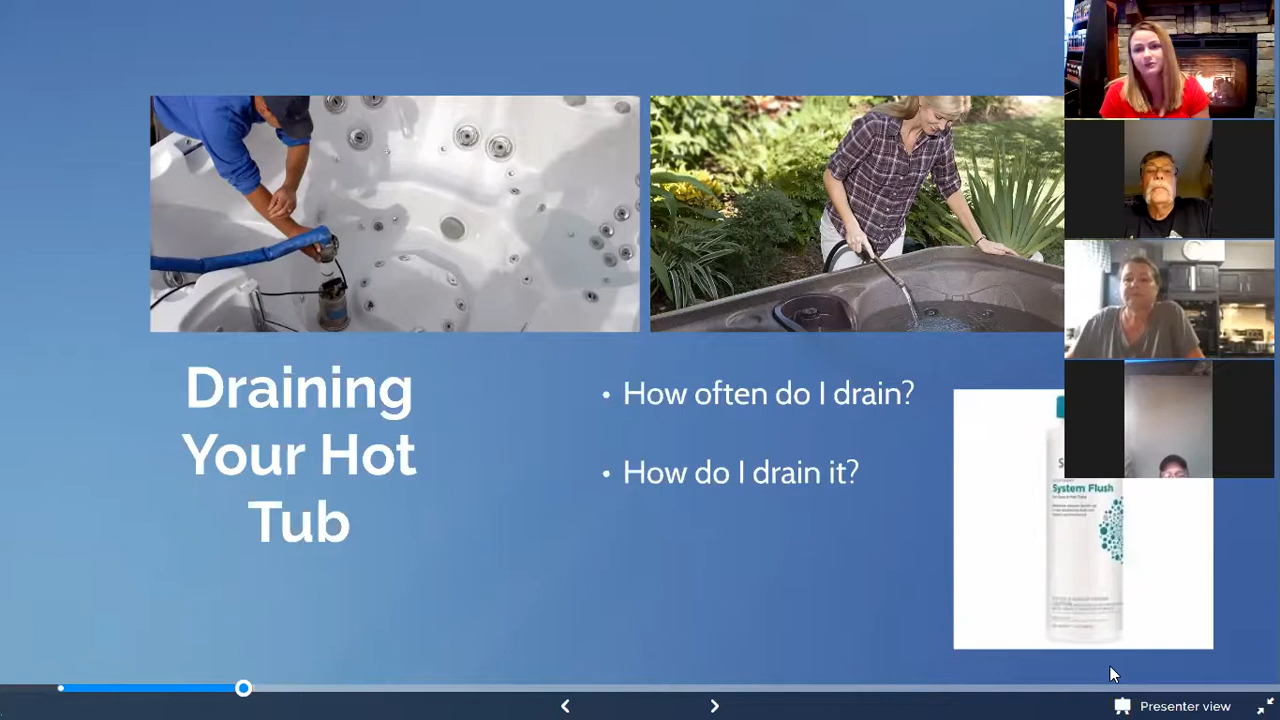 Draining
Your Hot
Tub
• How often do I drain?
• How do I drain it?
System Flush
Presenter view